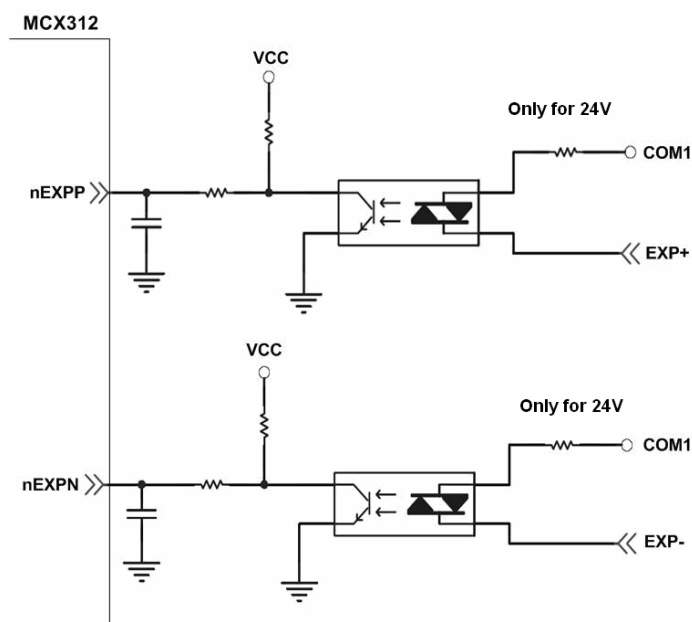 MCX312
VCC
Only for 24V
COM1
nEXPP
EXP+
VCC
Only for 24V
COM1
nEXPN
EXP-